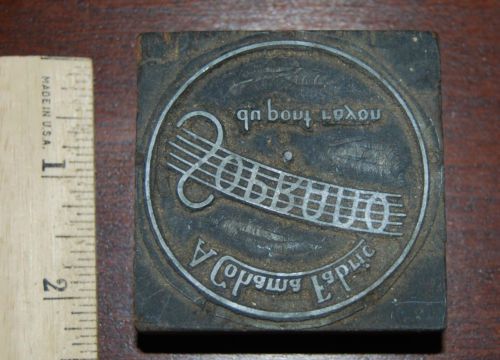 MADE IN U.S.A.
1
2
A Cohama Fabric
SOPRANO
du pont rayon